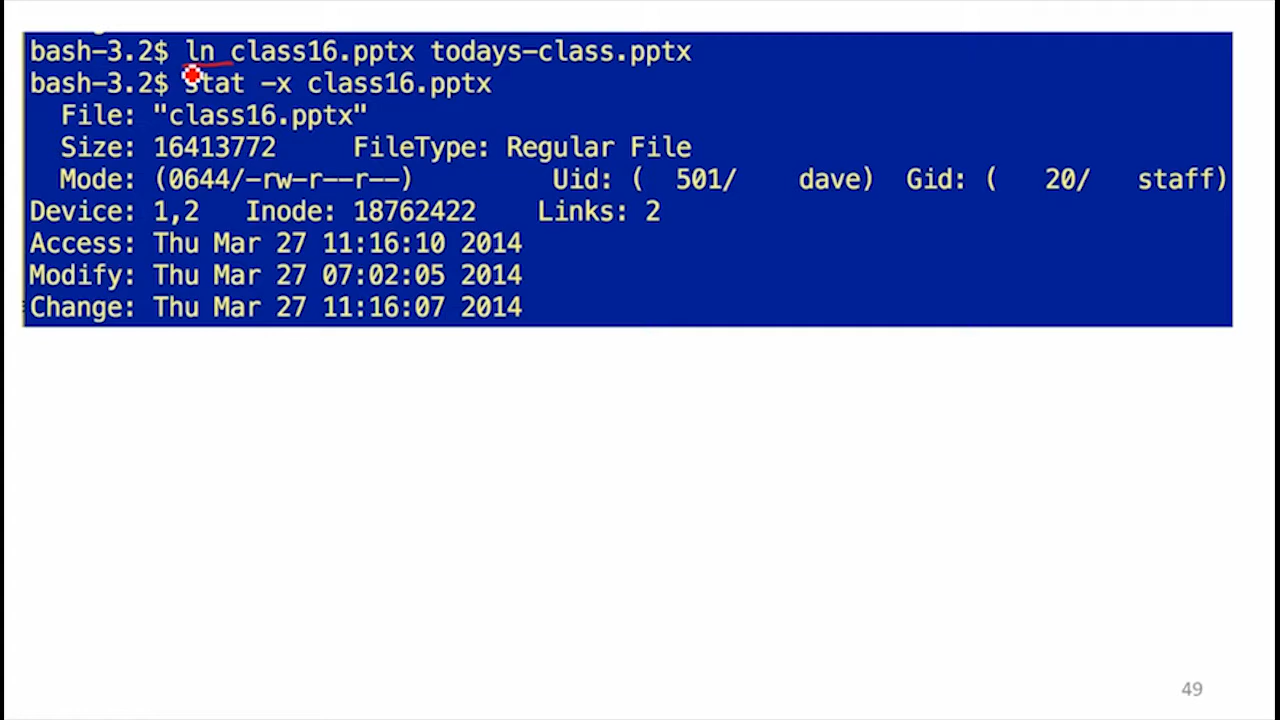 bash-3.2$ ln class16.pptx todays-class.pptx
bash-3.2$ stat -x class16.pptx
  File: "class16.pptx"
  Size: 16413772     FileType: Regular File
  Mode: (0644/-rw-r--r--)         Uid: (  501/    dave)  Gid: (   20/   staff)
Device: 1,2   Inode: 18762422    Links: 2
Access: Thu Mar 27 11:16:10 2014
Modify: Thu Mar 27 07:02:05 2014
Change: Thu Mar 27 11:16:07 2014
49